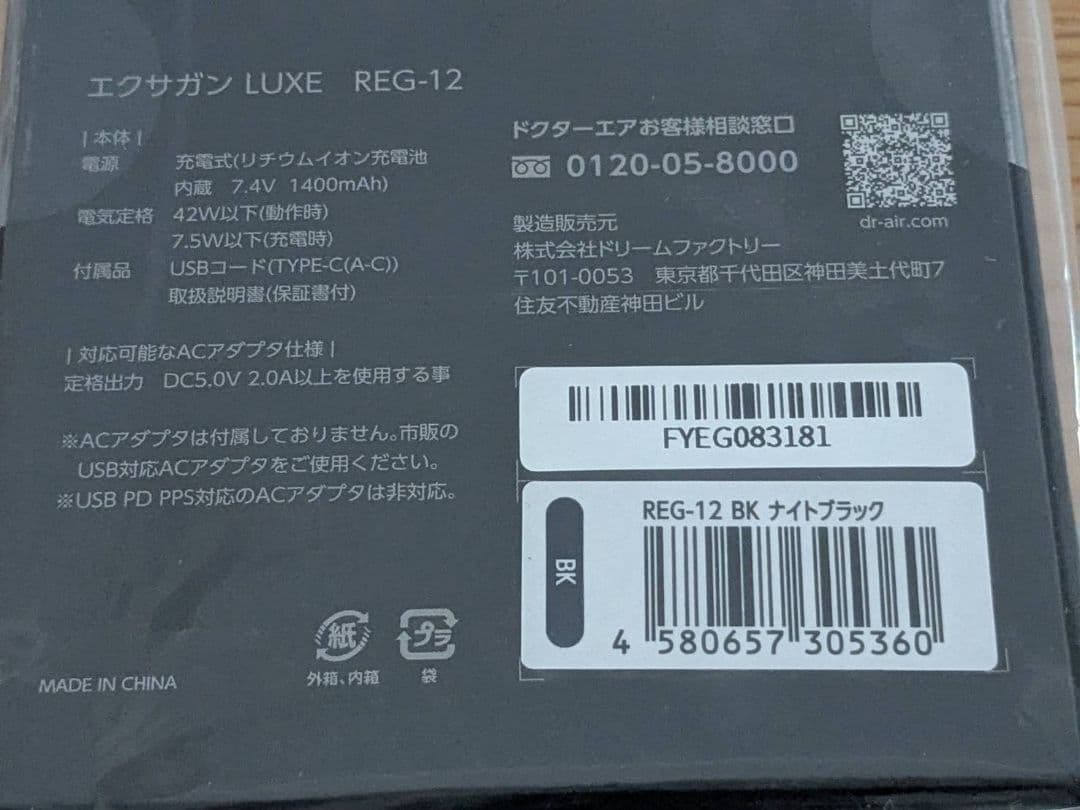 エクサガン LUXE REG-12
| 本体 |
電源 充電式(リチウムイオン充電池
内蔵 7.4V 1400mAh)
電気定格 42W以下(動作時)
7.5W以下(充電時)
付属品 USBコード(TYPE-C(A-C))
取扱説明書(保証書付)
| 対応可能なACアダプタ仕様 |
定格出力 DC5.0V 2.0A以上を使用する事
※ACアダプタは付属しておりません。市販の
USB対応ACアダプタをご使用ください。
※USB PD PPS対応のACアダプタは非対応。
MADE IN CHINA
紙
外箱、内箱
プラ
袋
ドクターエアお客様相談窓口
0120-05-8000
dr-air.com
製造販売元
株式会社ドリームファクトリー
〒101-0053 東京都千代田区神田美土代町7
住友不動産神田ビル
FYEG083181
REG-12 BK ナイトブラック
BK
4 580657 305360